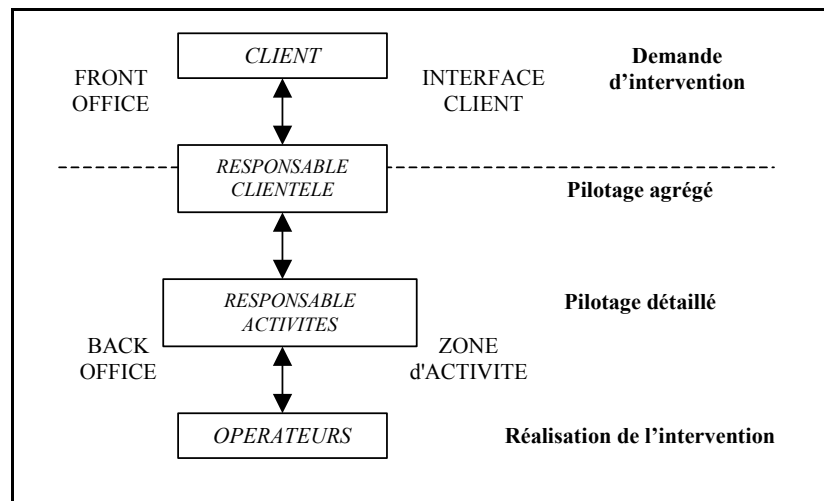 CLIENT
FRONT
OFFICE
INTERFACE
CLIENT
Demande
d’intervention
RESPONSABLE
CLIENTELE
Pilotage agrégé
RESPONSABLE
ACTIVITES
Pilotage détaillé
BACK
OFFICE
ZONE
d'ACTIVITE
OPERATEURS
Réalisation de l’intervention